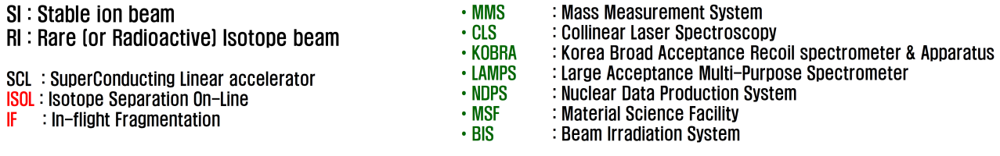 SI : Stable ion beam
RI : Rare (or Radioactive) Isotope beam
SCL : SuperConducting Linear accelerator
ISOL : Isotope Separation On-Line
IF : In-flight Fragmentation
• MMS : Mass Measurement System
• CLS : Collinear Laser Spectroscopy
• KOBRA : Korea Broad Acceptance Recoil spectrometer & Apparatus
• LAMPS : Large Acceptance Multi-Purpose Spectrometer
• NDPS : Nuclear Data Production System
• MSF : Material Science Facility
• BIS : Beam Irradiation System